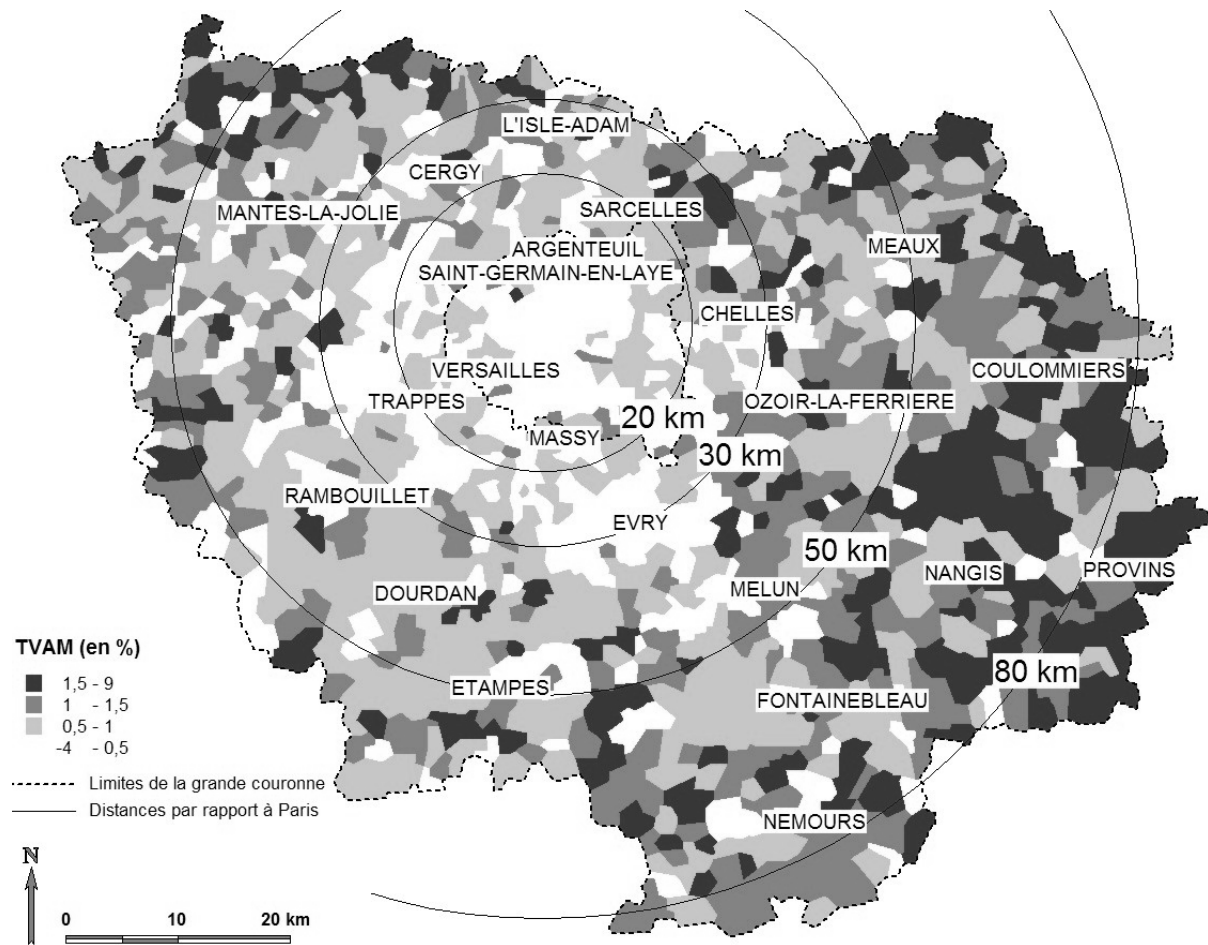 L'ISLE-ADAM
CERGY
MANTES-LA-JOLIE
SARCELLES
ARGENTEUIL
SAINT-GERMAIN-EN-LAYE
MEAUX
CHELLES
VERSAILLES
COULOMMIERS
TRAPPES
OZOIR-LA-FERRIERE
20 km
MASSY
30 km
RAMBOUILLET
EVRY
50 km
NANGIS
PROVINS
DOURDAN
MELUN
80 km
ETAMPES
FONTAINEBLEAU
NEMOURS
TVAM (en %)
1,5 - 9
1 - 1,5
0,5 - 1
-4 - 0,5
Limites de la grande couronne
Distances par rapport à Paris
N
0 10 20 km